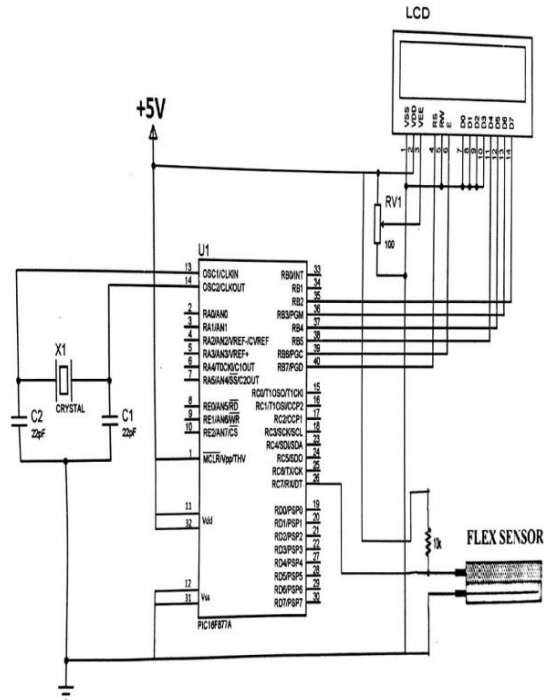 LCD
+5V
VSS
VDD
VEE
RS
RW
E
D0
D1
D2
D3
D4
D5
D6
D7
1
2
3
4
5
6
7
8
9
10
11
12
13
14
RV1
100
U1
13 OSC1/CLKIN
14 OSC2/CLKOUT
2 RA0/AN0
3 RA1/AN1
4 RA2/AN2/VREF-/CVREF
5 RA3/AN3/VREF+
6 RA4/T0CKI/C1OUT
7 RA5/AN4/SS/C2OUT
8 RE0/AN5/RD
9 RE1/AN6/WR
10 RE2/AN7/CS
1 MCLR/Vpp/THV
11
Vdd
32
12
Vss
31
RB0/INT 33
RB1 34
RB2 35
RB3/PGM 36
RB4 37
RB5 38
RB6/PGC 39
RB7/PGD 40
RC0/T1OSO/T1CKI 15
RC1/T1OSI/CCP2 16
RC2/CCP1 17
RC3/SCK/SCL 18
RC4/SDI/SDA 23
RC5/SDO 24
RC6/TX/CK 25
RC7/RX/DT 26
RD0/PSP0 19
RD1/PSP1 20
RD2/PSP2 21
RD3/PSP3 22
RD4/PSP4 27
RD5/PSP5 28
RD6/PSP6 29
RD7/PSP7 30
PIC16F877A
X1
CRYSTAL
C2
22pF
C1
22pF
10k
FLEX SENSOR